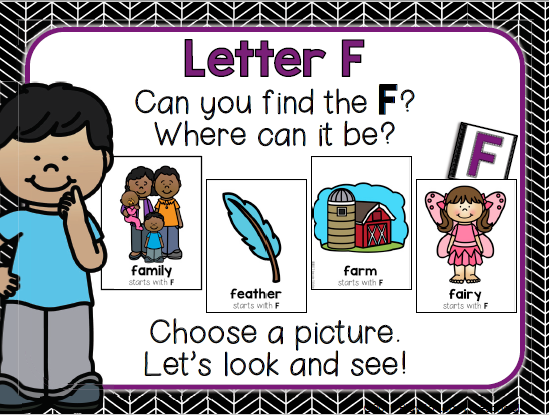 Letter F
Can you find the F?
Where can it be?
F
family
starts with F
feather
starts with F
farm
starts with F
fairy
starts with F
Choose a picture.
Let's look and see!